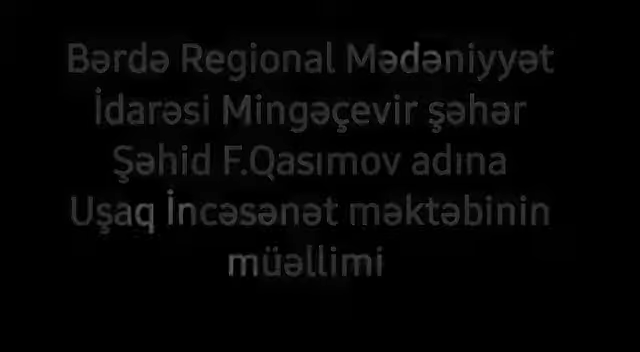 Bərdə Regional Mədəniyyət
İdarəsi Mingəçevir şəhər
Şəhid F.Qasımov adına
Uşaq İncəsənət məktəbinin
müəllimi